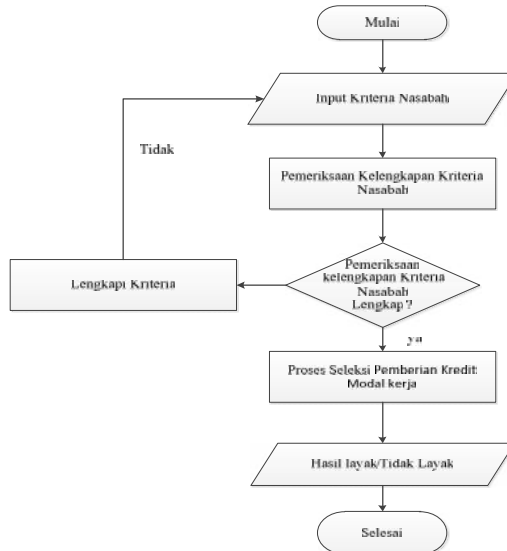 Mulai
Input Kriteria Nasabah
Tidak
Pemeriksaan Kelengkapan Kriteria
Nasabah
Pemeriksaan
kelengkapan Kriteria
Nasabah
Lengkap?
Lengkapi Kriteria
ya
Proses Seleksi Pemberian Kredit
Modal kerja
Hasil layak/Tidak Layak
Selesai